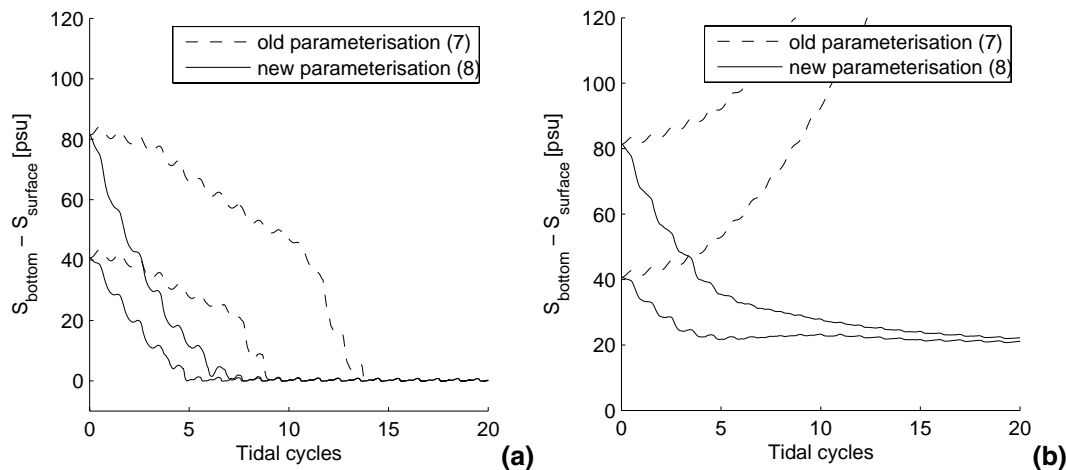 120
100
80
60
40
20
0
S_bottom − S_surface [psu]
old parameterisation (7)
new parameterisation (8)
0 5 10 15 20
Tidal cycles
(a)
120
100
80
60
40
20
0
S_bottom − S_surface [psu]
old parameterisation (7)
new parameterisation (8)
0 5 10 15 20
Tidal cycles
(b)